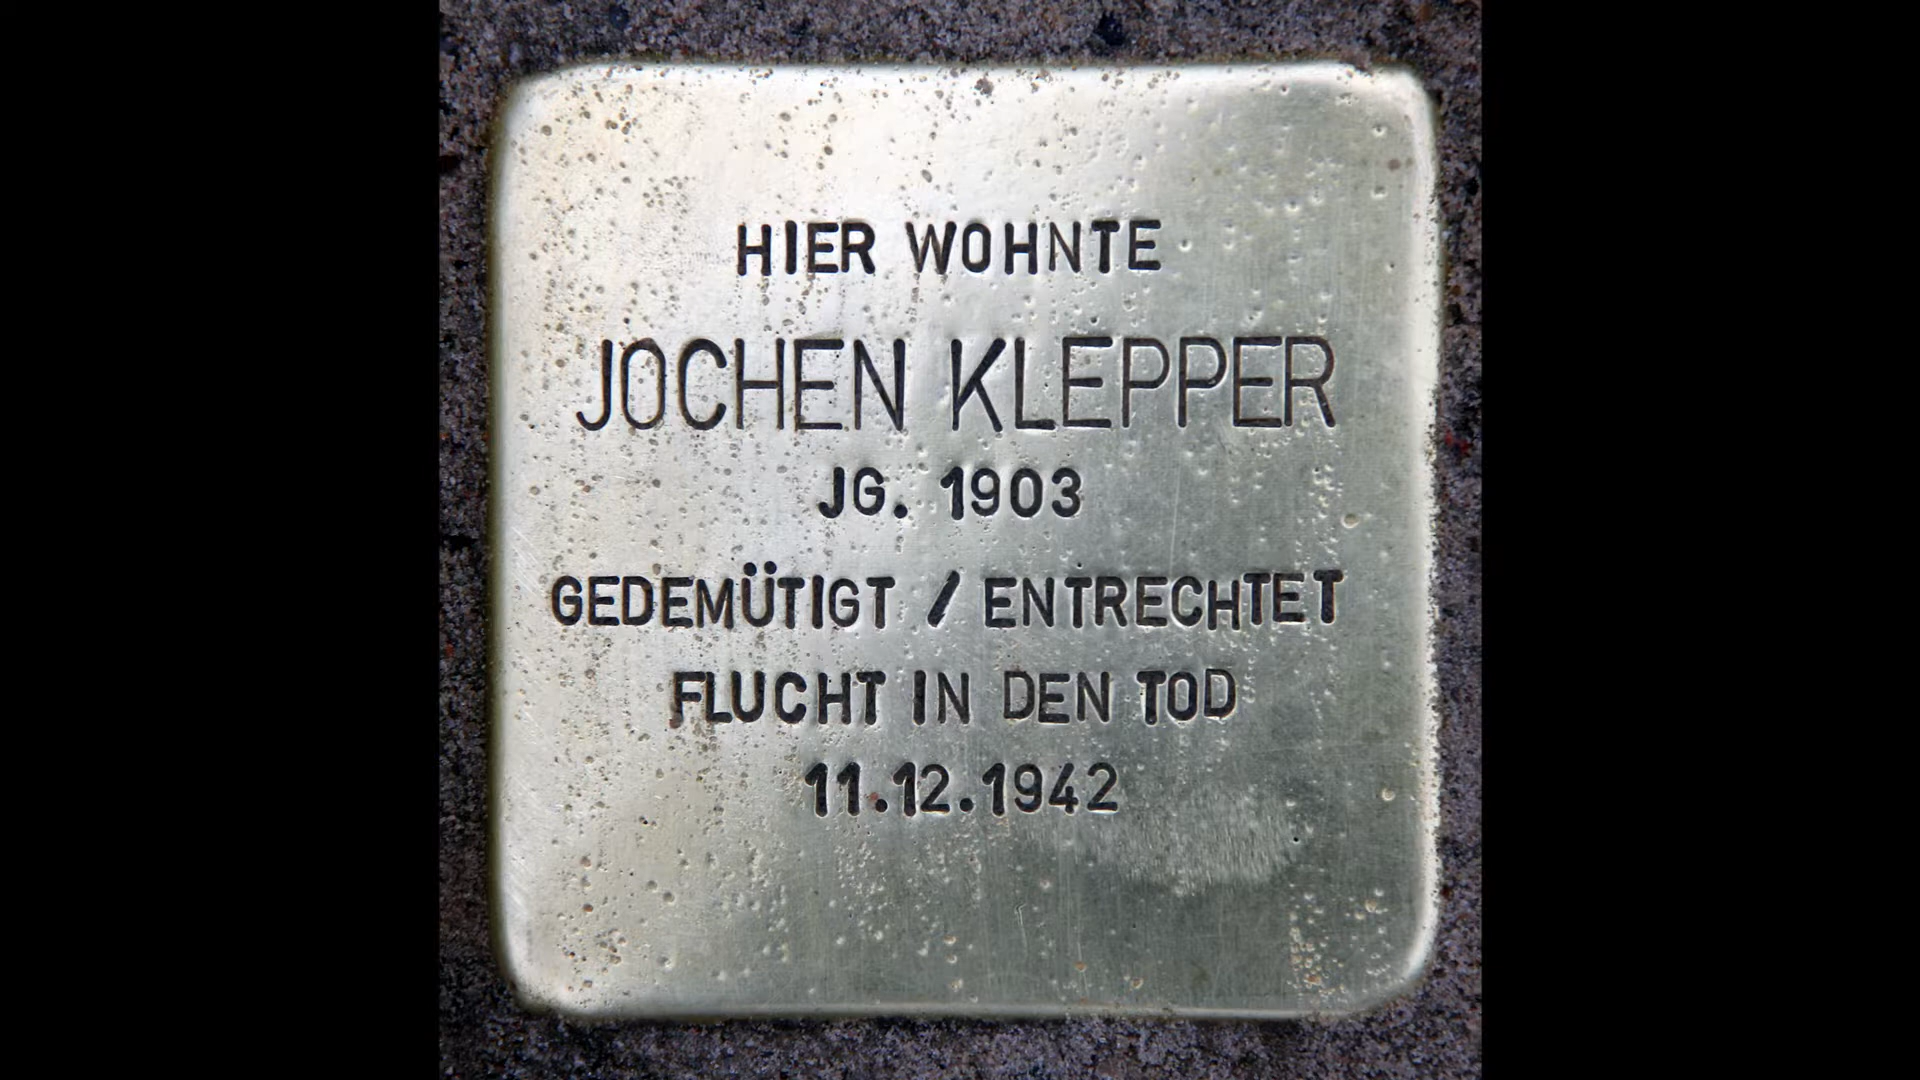 HIER WOHNTE
JOCHEN KLEPPER
JG. 1903
GEDEMÜTIGT / ENTRECHTET
FLUCHT IN DEN TOD
11.12.1942